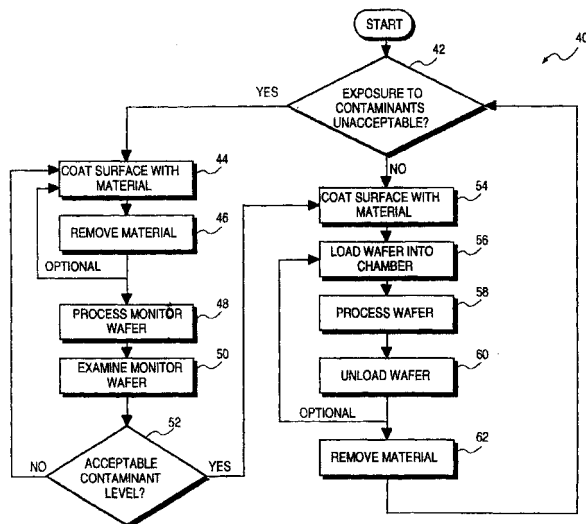 START
40
42
EXPOSURE TO
CONTAMINANTS
UNACCEPTABLE?
YES
NO
44
COAT SURFACE WITH
MATERIAL
46
REMOVE MATERIAL
OPTIONAL
48
PROCESS MONITOR
WAFER
50
EXAMINE MONITOR
WAFER
52
ACCEPTABLE
CONTAMINANT
LEVEL?
NO
YES
54
COAT SURFACE WITH
MATERIAL
56
LOAD WAFER INTO
CHAMBER
58
PROCESS WAFER
60
UNLOAD WAFER
OPTIONAL
62
REMOVE MATERIAL